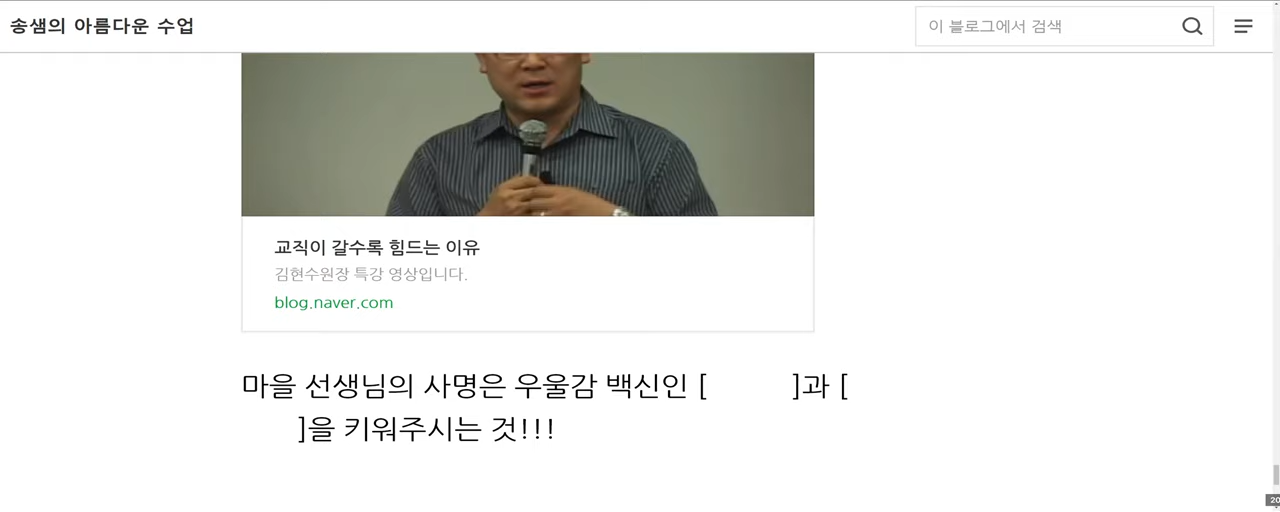 송샘의 아름다운 수업
이 블로그에서 검색
교직이 갈수록 힘드는 이유
김현수원장 특강 영상입니다.
blog.naver.com
마을 선생님의 사명은 우울감 백신인 [ ]과 [
]을 키워주시는 것!!!
20